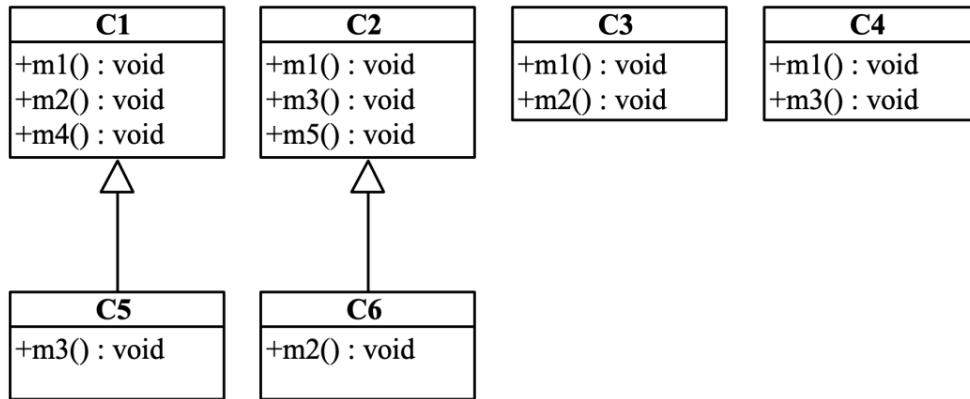 C1
+m1() : void
+m2() : void
+m4() : void
C2
+m1() : void
+m3() : void
+m5() : void
C3
+m1() : void
+m2() : void
C4
+m1() : void
+m3() : void
C5
+m3() : void
C6
+m2() : void